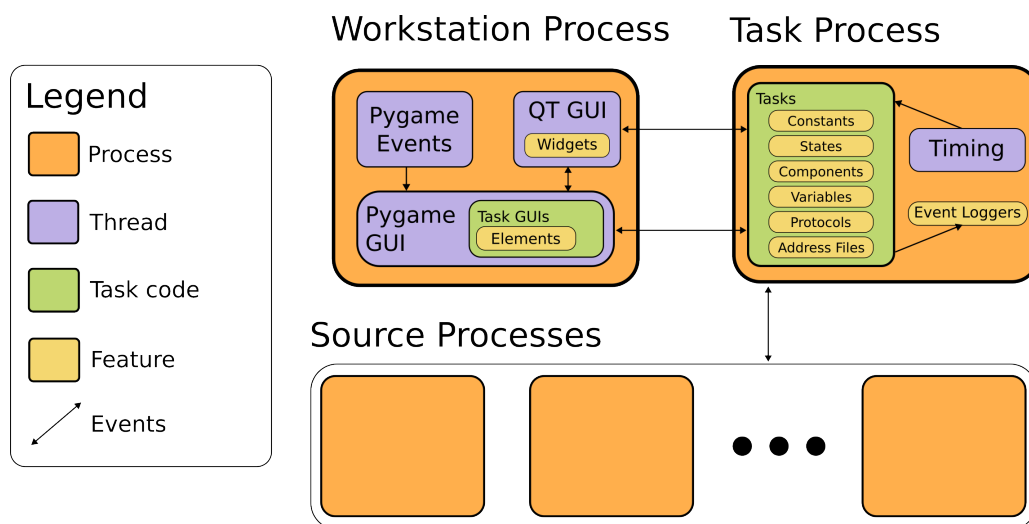 Workstation Process
Task Process
Legend
Process
Thread
Task code
Feature
Events
Pygame
Events
QT GUI
Widgets
Pygame
GUI
Task GUIs
Elements
Tasks
Constants
States
Components
Variables
Protocols
Address Files
Timing
Event Loggers
Source Processes